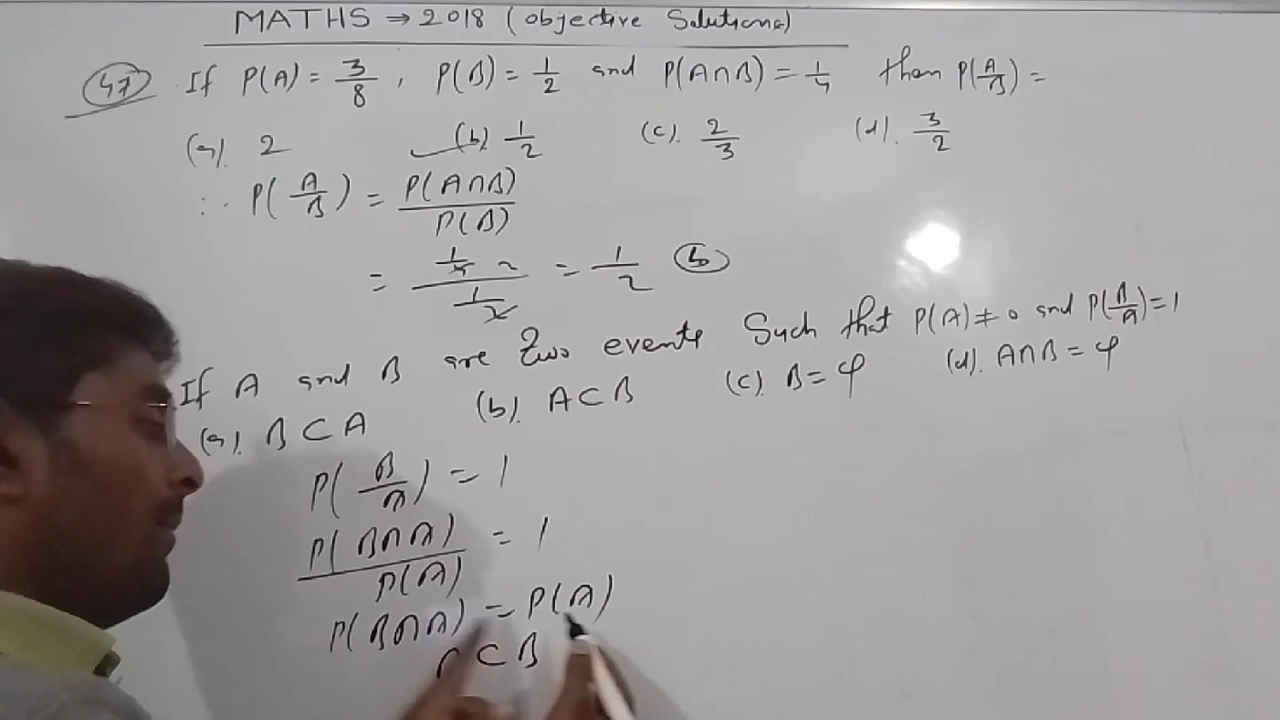 MATHS → 2018 (Objective Solutions)
47 If P(A) = 3/8, P(B) = 1/2 and P(A∩B) = 1/4 then P(A/B) =
(a). 2 (b) 1/2 (c). 2/3 (d). 3/2
∴ P(A/B) = P(A∩B)/P(B)
= (1/4 2)/(1/2) = 1/2 (b)
If A and B are two events Such that P(A) ≠ 0 and P(B/A) = 1
(a). B ⊂ A (b). A ⊂ B (c). B = φ (d). A∩B = φ
P(B/A) = 1
P(B∩A)/P(A) = 1
P(B∩A) = P(A)
⊂ B